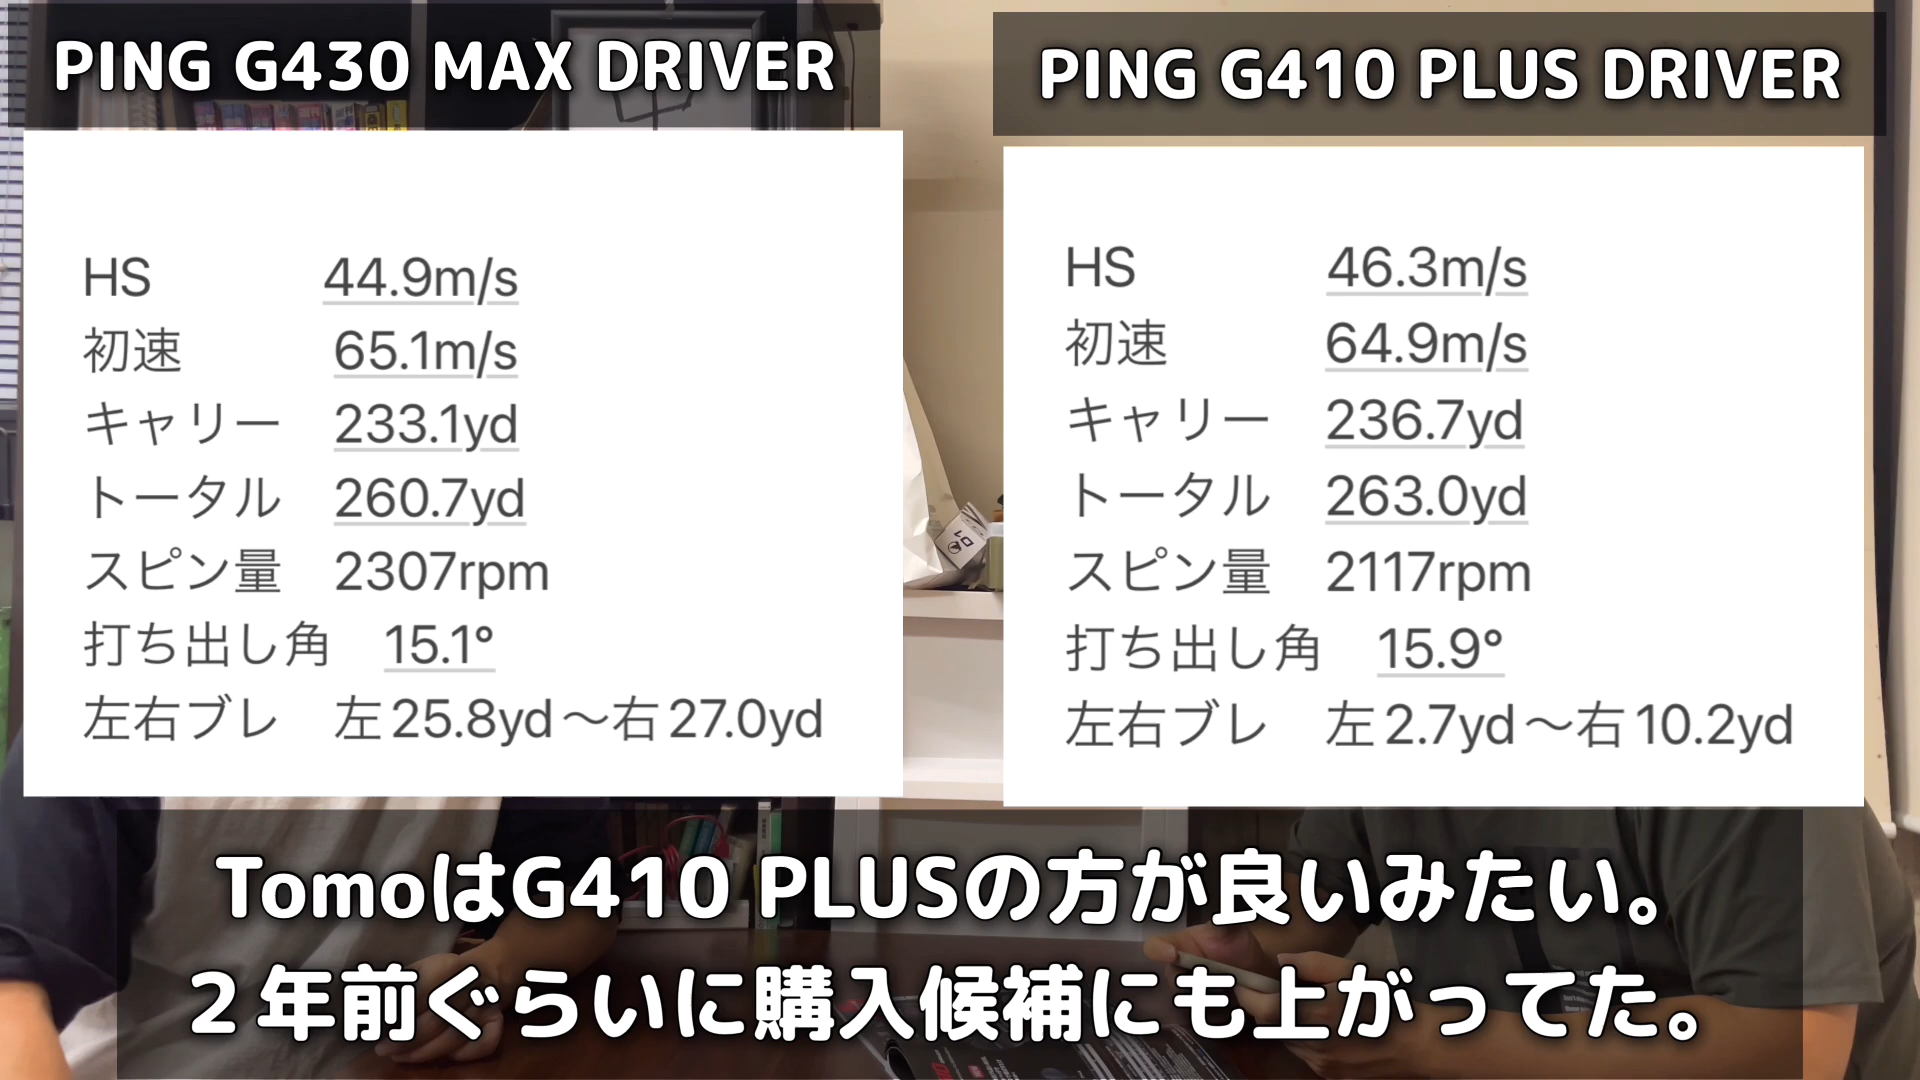 PING G430 MAX DRIVER
HS 44.9m/s
初速 65.1m/s
キャリー 233.1yd
トータル 260.7yd
スピン量 2307rpm
打ち出し角 15.1°
左右ブレ 左25.8yd〜右27.0yd
PING G410 PLUS DRIVER
HS 46.3m/s
初速 64.9m/s
キャリー 236.7yd
トータル 263.0yd
スピン量 2117rpm
打ち出し角 15.9°
左右ブレ 左2.7yd〜右10.2yd
TomoはG410 PLUSの方が良いみたい。
２年前ぐらいに購入候補にも上がってた。